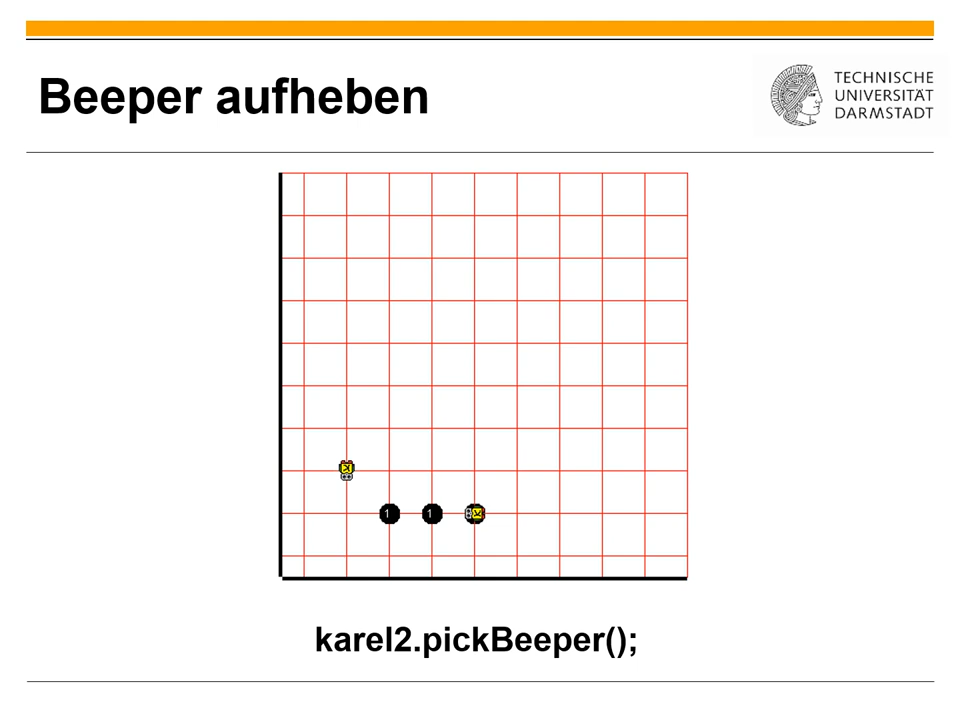 Beeper aufheben
TECHNISCHE
UNIVERSITÄT
DARMSTADT
1 1
karel2.pickBeeper();